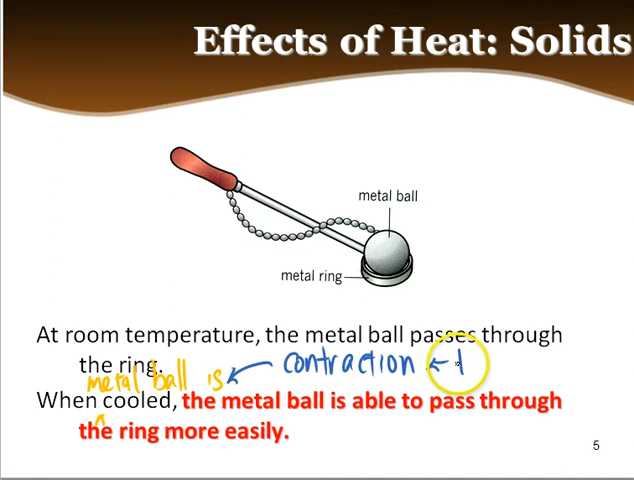 Effects of Heat: Solids
metal ball
metal ring
At room temperature, the metal ball passes through
the ring.
contraction ←
metal ball is
When cooled, the metal ball is able to pass through
the ring more easily.
5